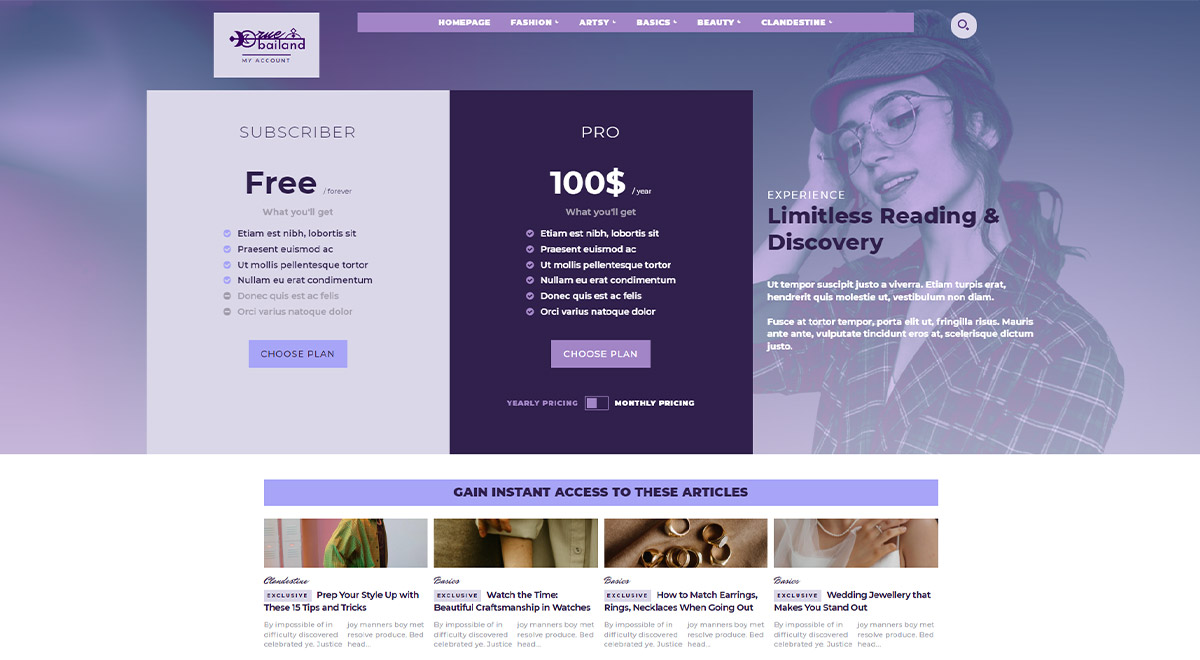 rue
bailand
MY ACCOUNT
HOMEPAGE FASHION ARTSY BASICS BEAUTY CLANDESTINE
SUBSCRIBER
Free / forever
What you'll get
Etiam est nibh, lobortis sit
Praesent euismod ac
Ut mollis pellentesque tortor
Nullam eu erat condimentum
Donec quis est ac felis
Orci varius natoque dolor
CHOOSE PLAN
PRO
100$ / year
What you'll get
Etiam est nibh, lobortis sit
Praesent euismod ac
Ut mollis pellentesque tortor
Nullam eu erat condimentum
Donec quis est ac felis
Orci varius natoque dolor
CHOOSE PLAN
YEARLY PRICING MONTHLY PRICING
EXPERIENCE
Limitless Reading &
Discovery
Ut tempor suscipit justo a viverra. Etiam turpis erat,
hendrerit quis molestie ut, vestibulum non diam.
Fusce at tortor tempor, porta elit ut, fringilla risus. Mauris
ante ante, vulputate tincidunt eros at, scelerisque dictum
justo.
GAIN INSTANT ACCESS TO THESE ARTICLES
Clandestine
EXCLUSIVE Prep Your Style Up with
These 15 Tips and Tricks
By impossible of in
difficulty discovered
celebrated ye. Justice
joy manners boy met
resolve produce. Bed
head...
Basics
EXCLUSIVE Watch the Time:
Beautiful Craftsmanship in Watches
By impossible of in
difficulty discovered
celebrated ye. Justice
joy manners boy met
resolve produce. Bed
head...
Basics
EXCLUSIVE How to Match Earrings,
Rings, Necklaces When Going Out
By impossible of in
difficulty discovered
celebrated ye. Justice
joy manners boy met
resolve produce. Bed
head...
Basics
EXCLUSIVE Wedding Jewellery that
Makes You Stand Out
By impossible of in
difficulty discovered
celebrated ye. Justice
joy manners boy met
resolve produce. Bed
head...